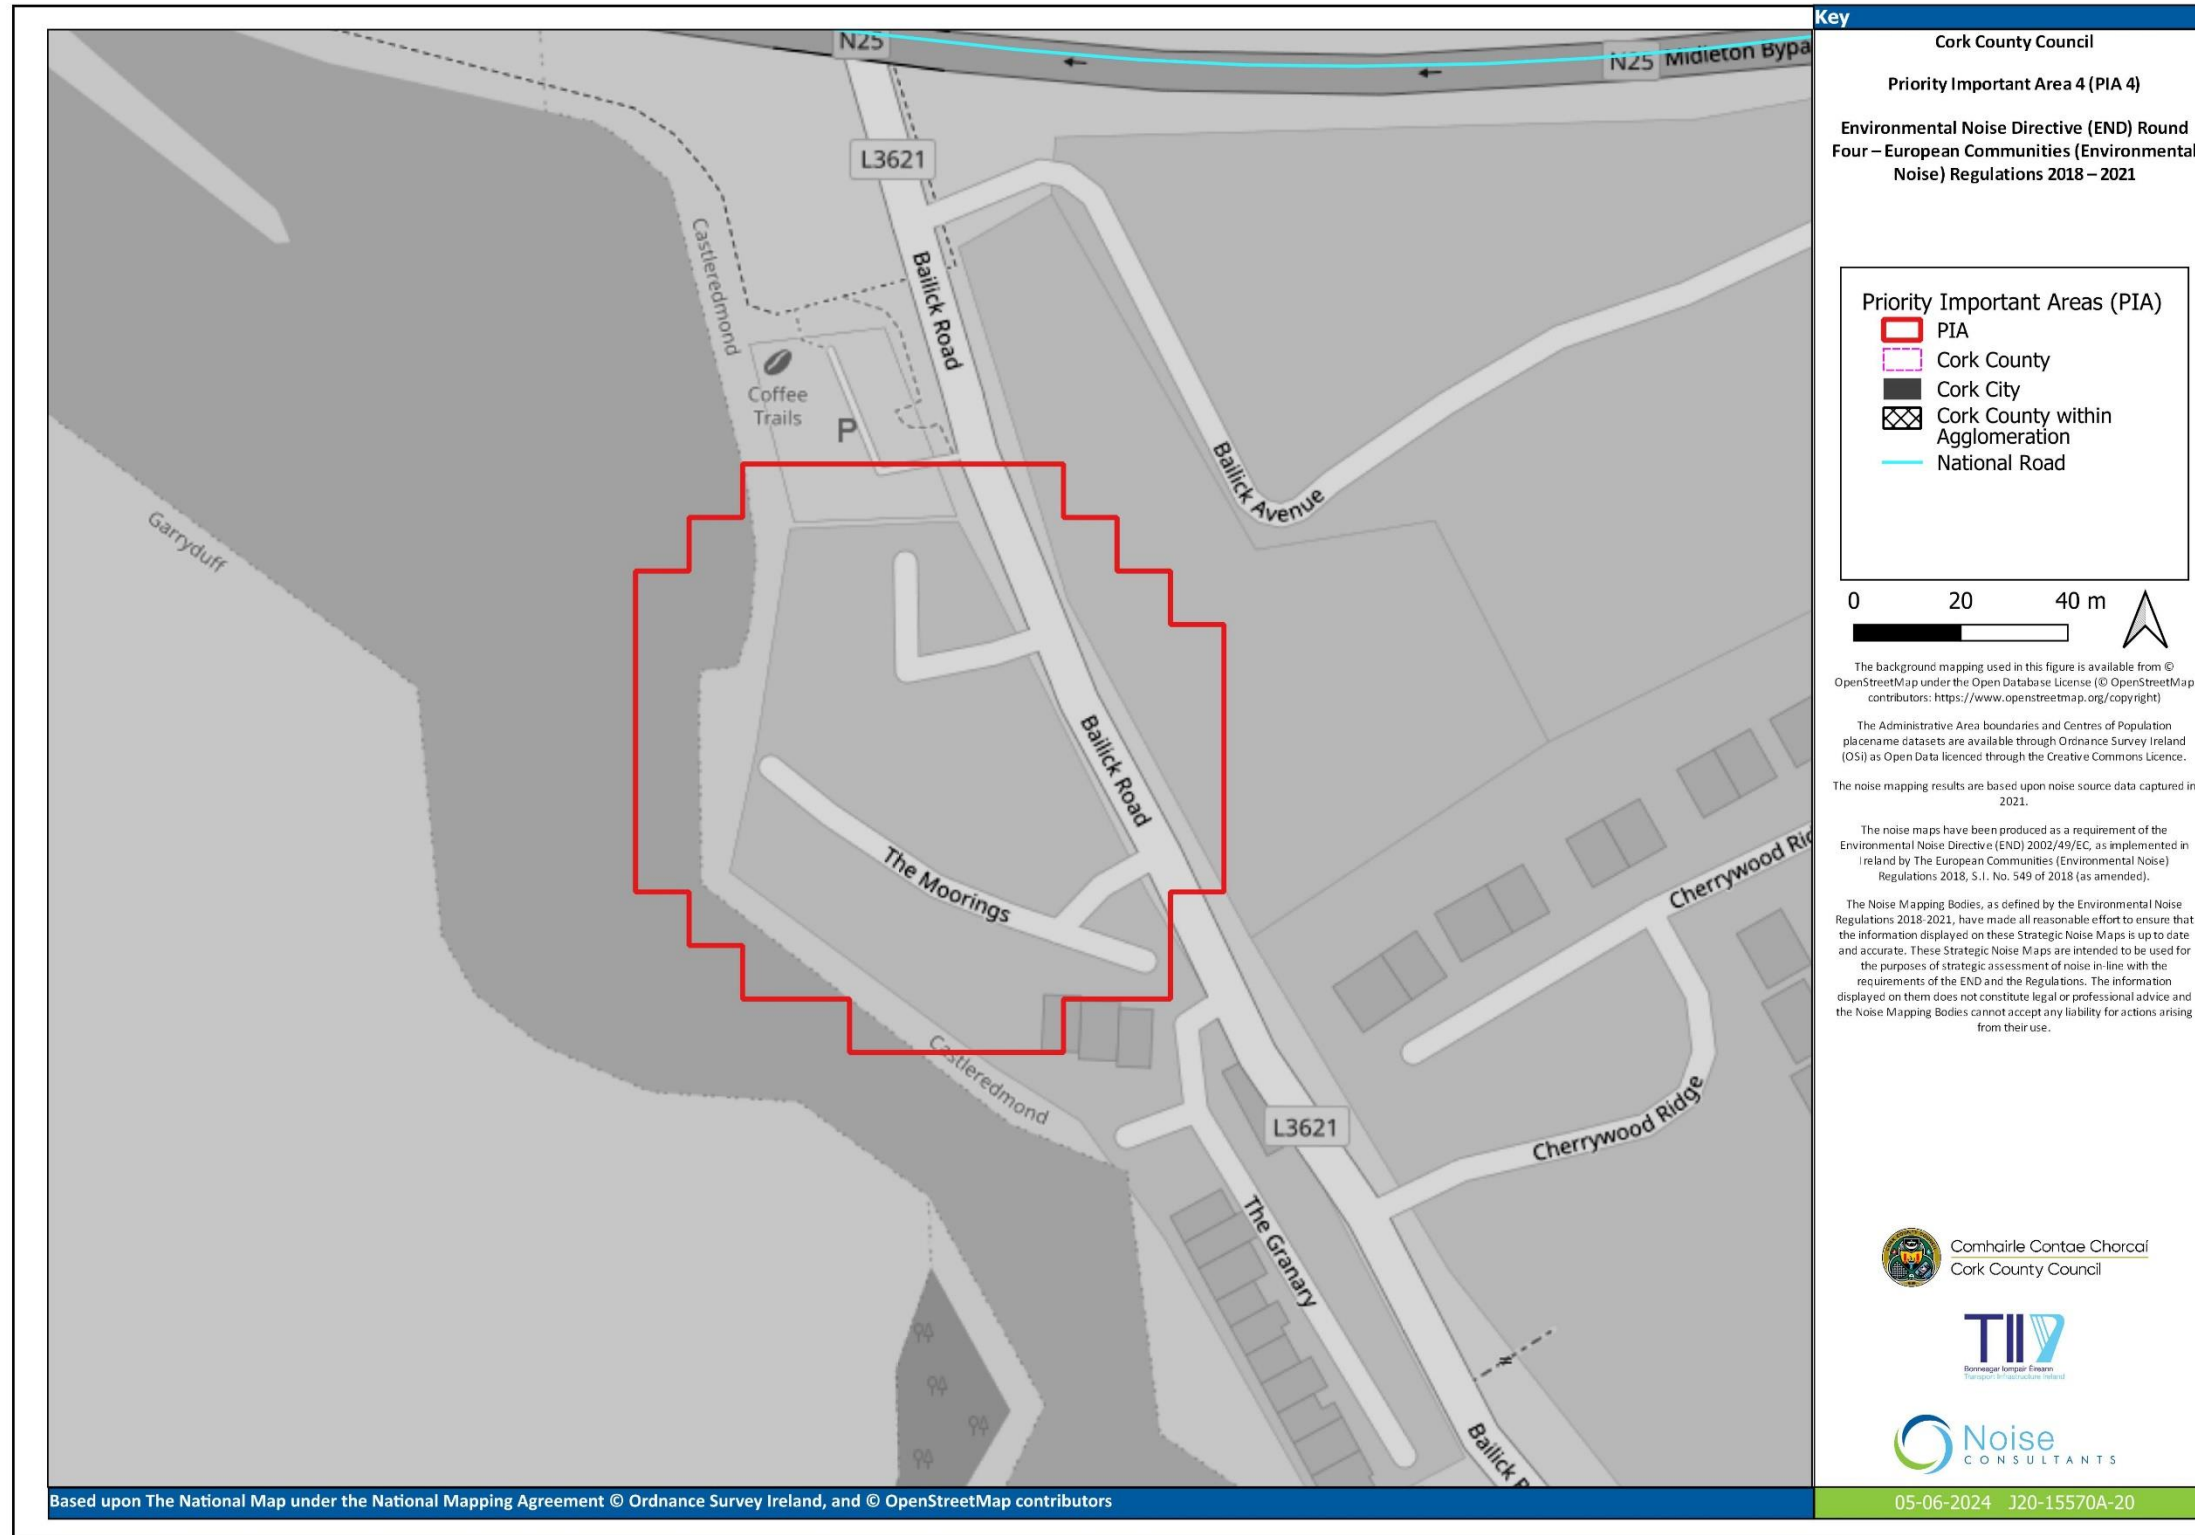 Key
Cork County Council
Priority Important Area 4 (PIA 4)
Environmental Noise Directive (END) Round
Four – European Communities (Environmental
Noise) Regulations 2018 – 2021
Priority Important Areas (PIA)
PIA
Cork County
Cork City
Cork County within
Agglomeration
National Road
0 20 40 m
The background mapping used in this figure is available from ©
OpenStreetMap under the Open Database License (© OpenStreetMap
contributors: https://www.openstreetmap.org/copyright)
The Administrative Area boundaries and Centres of Population
placename datasets are available through Ordnance Survey Ireland
(OSi) as Open Data licenced through the Creative Commons Licence.
The noise mapping results are based upon noise source data captured in
2021.
The noise maps have been produced as a requirement of the
Environmental Noise Directive (END) 2002/49/EC, as implemented in
Ireland by The European Communities (Environmental Noise)
Regulations 2018, S.I. No. 549 of 2018 (as amended).
The Noise Mapping Bodies, as defined by the Environmental Noise
Regulations 2018-2021, have made all reasonable effort to ensure that
the information displayed on these Strategic Noise Maps is up to date
and accurate. These Strategic Noise Maps are intended to be used for
the purposes of strategic assessment of noise in-line with the
requirements of the END and the Regulations. The information
displayed on them does not constitute legal or professional advice and
the Noise Mapping Bodies cannot accept any liability for actions arising
from their use.
Comhairle Contae Chorcaí
Cork County Council
TII
Bonneagar Iompair Éireann
Transport Infrastructure Ireland
Noise
CONSULTANTS
05-06-2024 J20-15570A-20
N25
N25 Midleton Bypa
L3621
Castleredmond
Bailick Road
Coffee
Trails
P
Bailick Avenue
Garryduff
Bailick Road
The Moorings
Cherrywood Rid
Castleredmond
L3621
Cherrywood Ridge
The Granary
Bailick R
Based upon The National Map under the National Mapping Agreement © Ordnance Survey Ireland, and © OpenStreetMap contributors